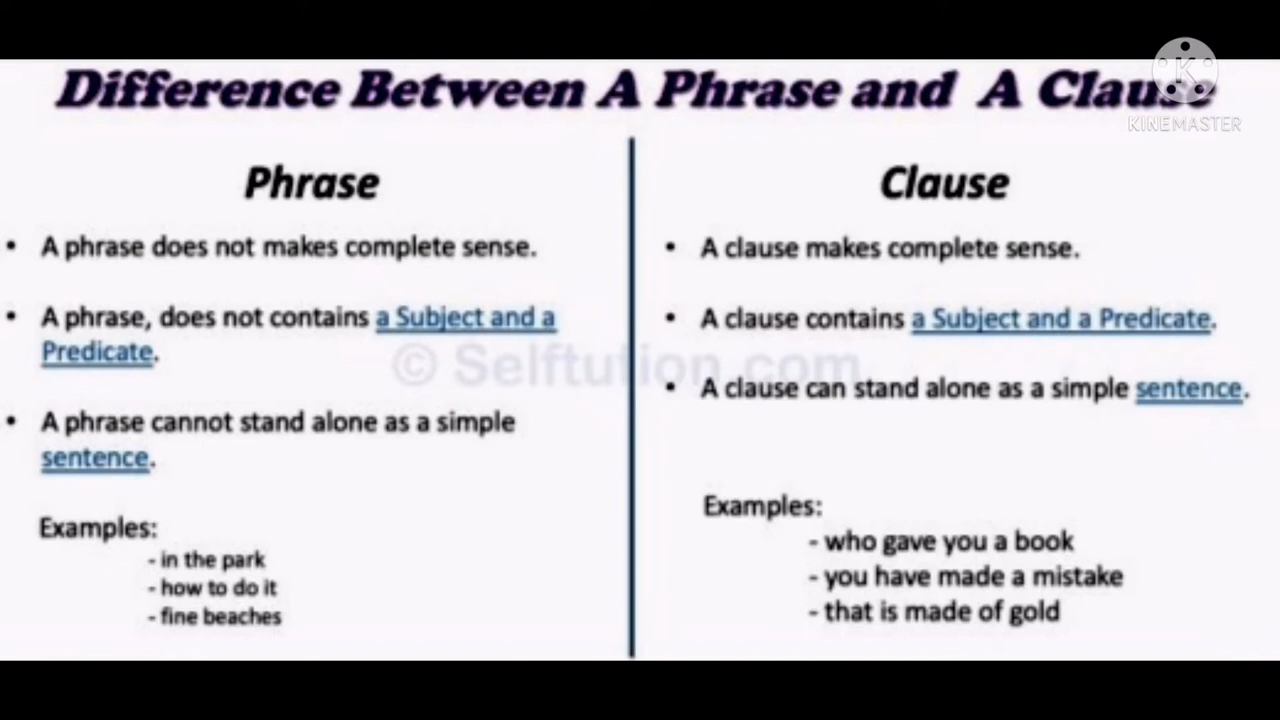 Difference Between A Phrase and A Clause
KINEMASTER
Phrase
• A phrase does not makes complete sense.
• A phrase, does not contains a Subject and a
Predicate.
• A phrase cannot stand alone as a simple
sentence.
Examples:
- in the park
- how to do it
- fine beaches
Clause
• A clause makes complete sense.
• A clause contains a Subject and a Predicate.
• A clause can stand alone as a simple sentence.
Examples:
- who gave you a book
- you have made a mistake
- that is made of gold
© Selftution.com